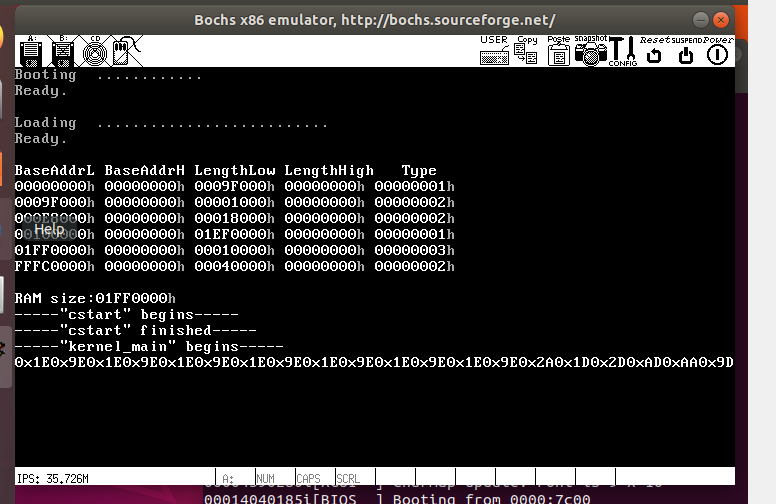 Bochs x86 emulator, http://bochs.sourceforge.net/
A: B: CD USER Copy Paste snapshot CONFIG Reset SUSPEND Power
Booting ............
Ready.
Loading ..........................
Ready.
BaseAddrL BaseAddrH LengthLow LengthHigh Type
00000000h 00000000h 0009F000h 00000000h 00000001h
0009F000h 00000000h 00001000h 00000000h 00000002h
000E8000h 00000000h 00018000h 00000000h 00000002h
00100000h 00000000h 01EF0000h 00000000h 00000001h
Help
01FF0000h 00000000h 00010000h 00000000h 00000003h
FFFC0000h 00000000h 00040000h 00000000h 00000002h
RAM size:01FF0000h
-----"cstart" begins-----
-----"cstart" finished-----
-----"kernel_main" begins-----
0x1E0x9E0x1E0x9E0x1E0x9E0x1E0x9E0x1E0x9E0x1E0x9E0x2A0x1D0x2D0xAD0xAA0x9D
IPS: 35.726M A: NUM CAPS SCRL
00014040185i[BIOS ] Booting from 0000:7c00